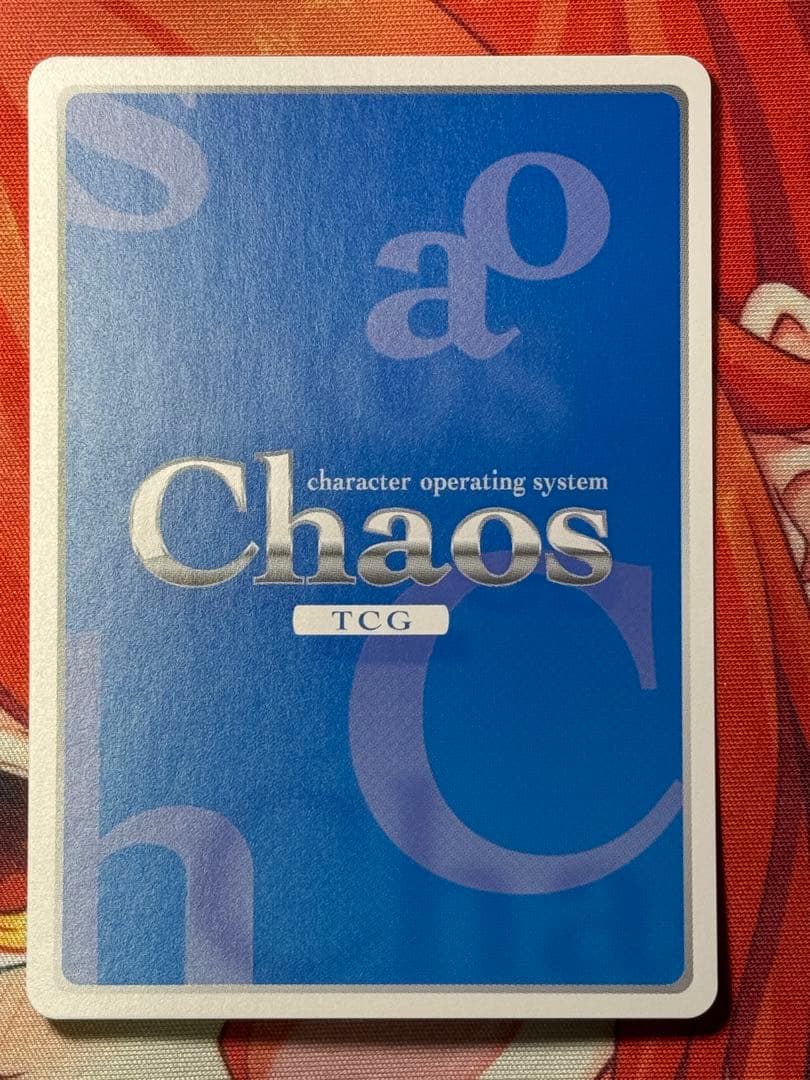 s
o
a
character operating system
Chaos
TCG
C
h